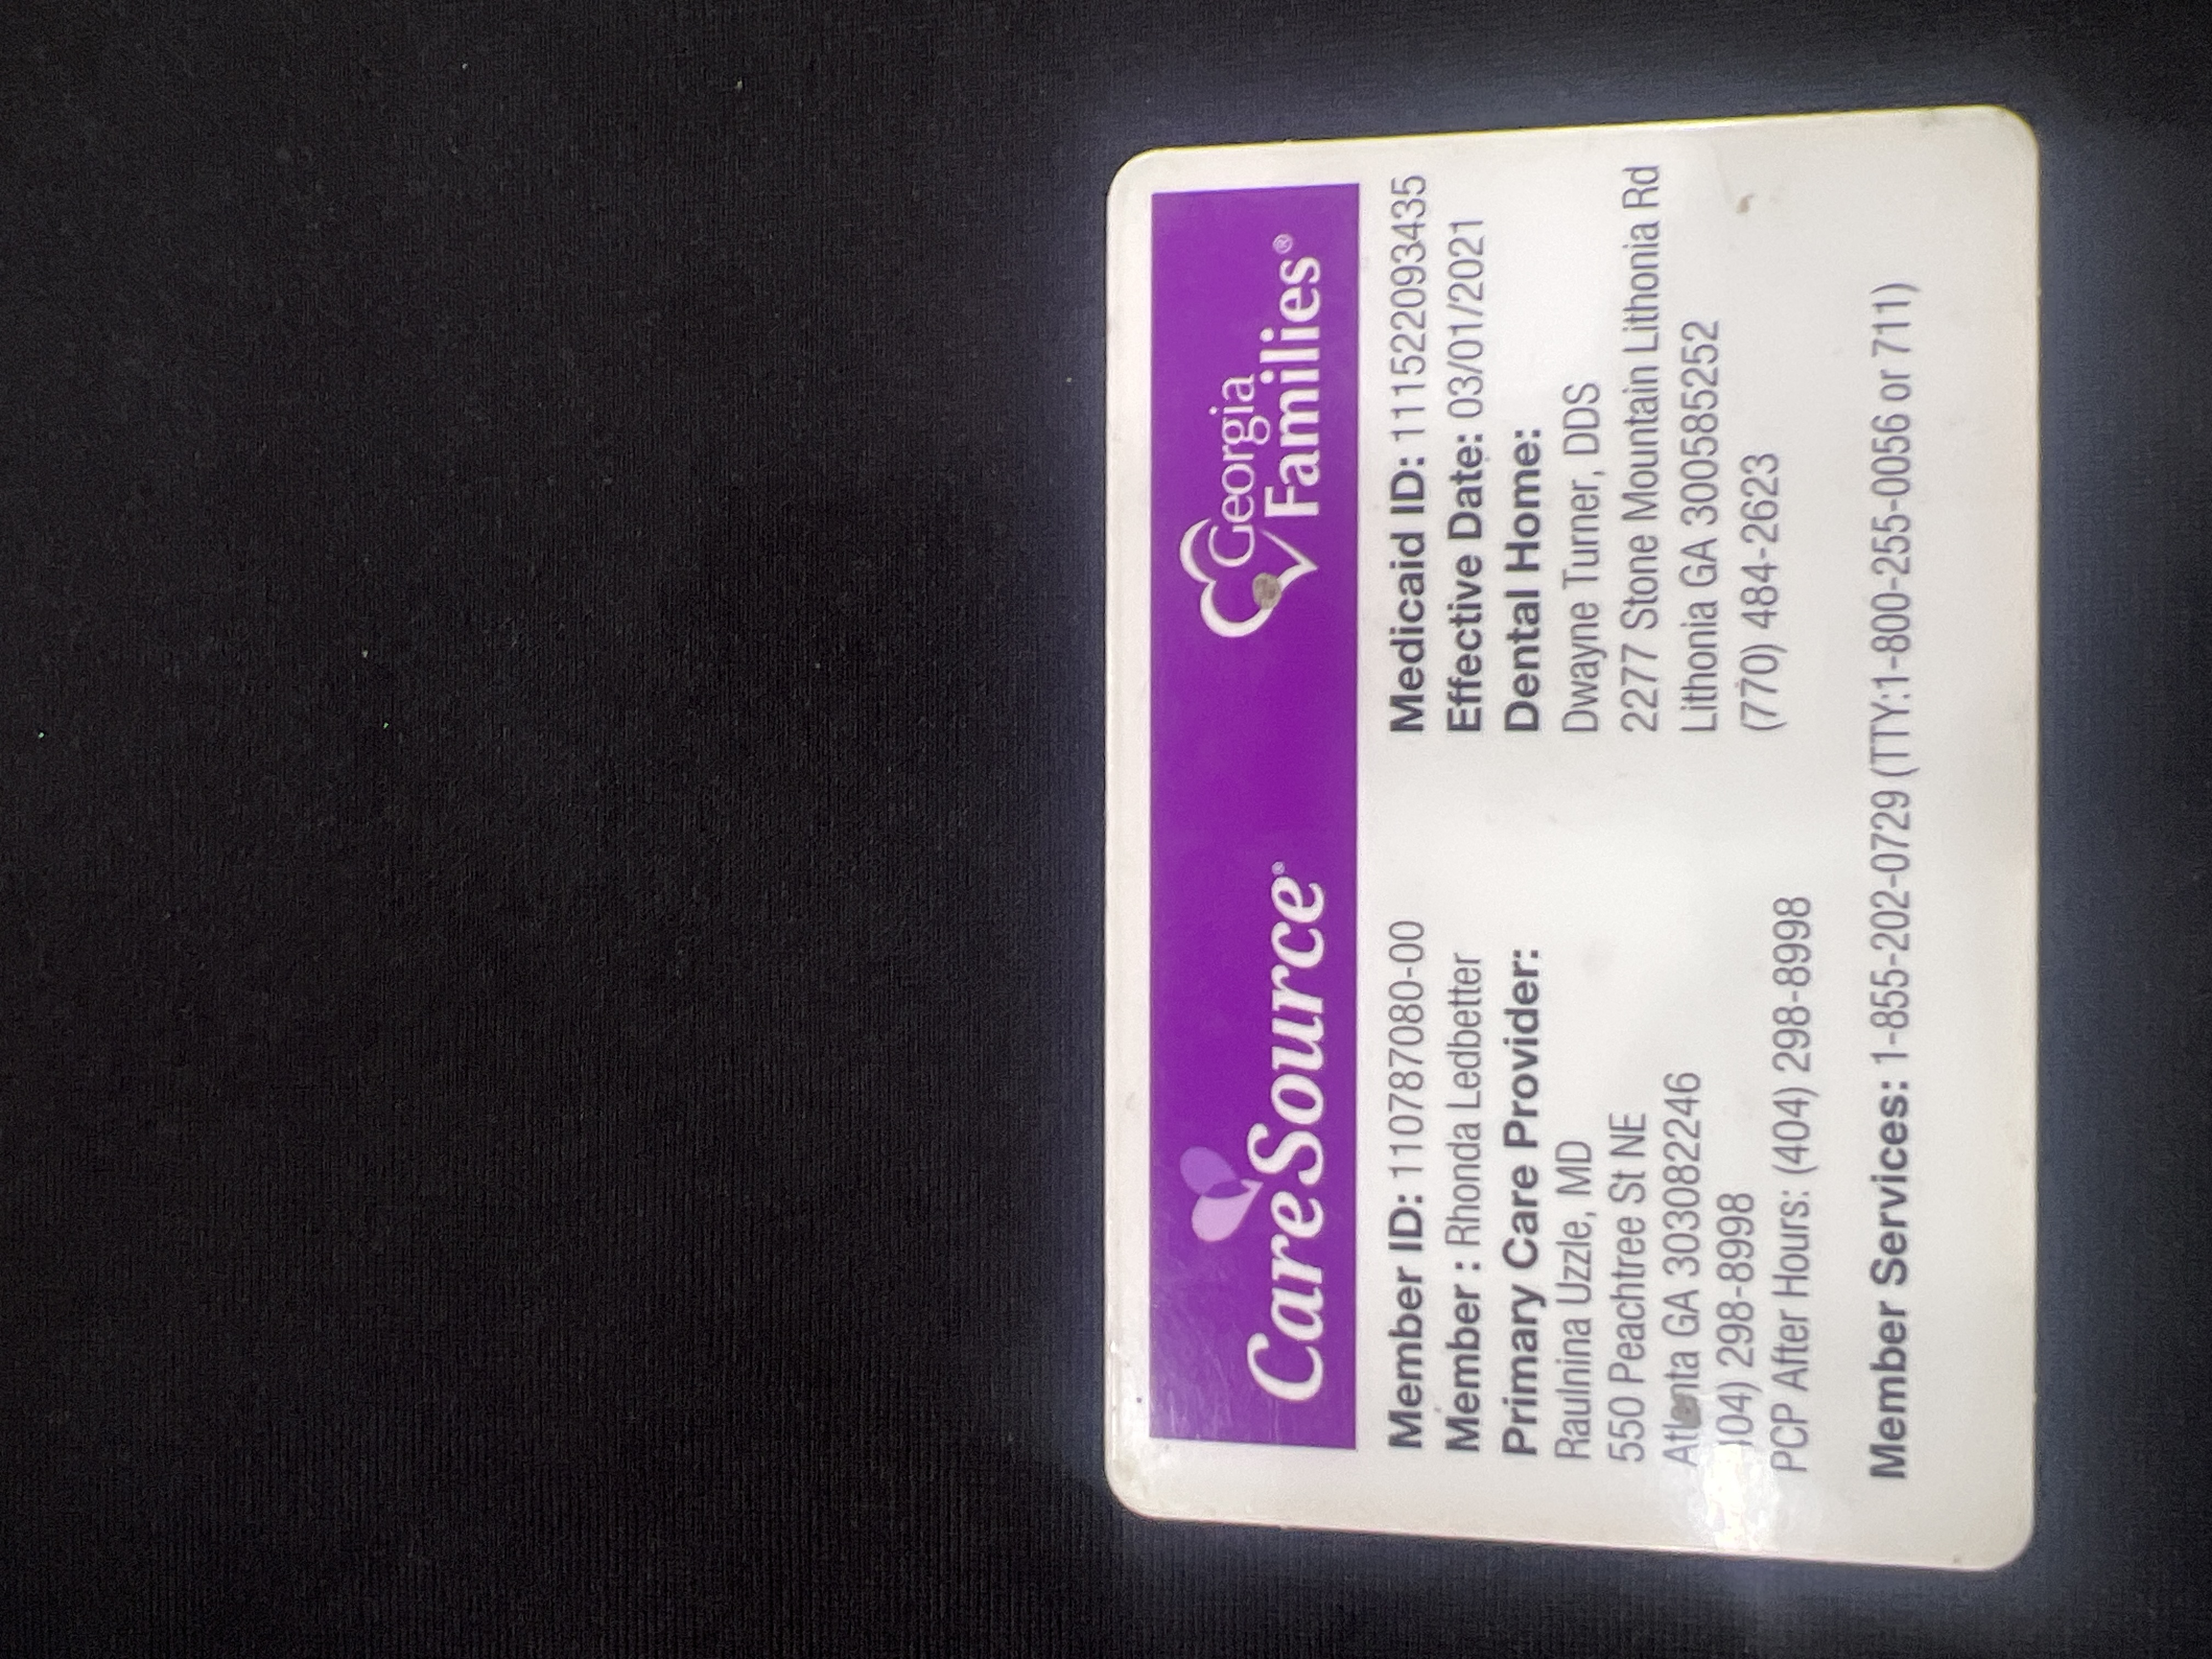 CareSource®
Georgia
Families®
Member ID: 110787080-00
Member : Rhonda Ledbetter
Primary Care Provider:
Raulnina Uzzle, MD
550 Peachtree St NE
Atlanta GA 303082246
404) 298-8998
PCP After Hours: (404) 298-8998
Medicaid ID: 111522093435
Effective Date: 03/01/2021
Dental Home:
Dwayne Turner, DDS
2277 Stone Mountain Lithonia Rd
Lithonia GA 300585252
(770) 484-2623
Member Services: 1-855-202-0729 (TTY:1-800-255-0056 or 711)